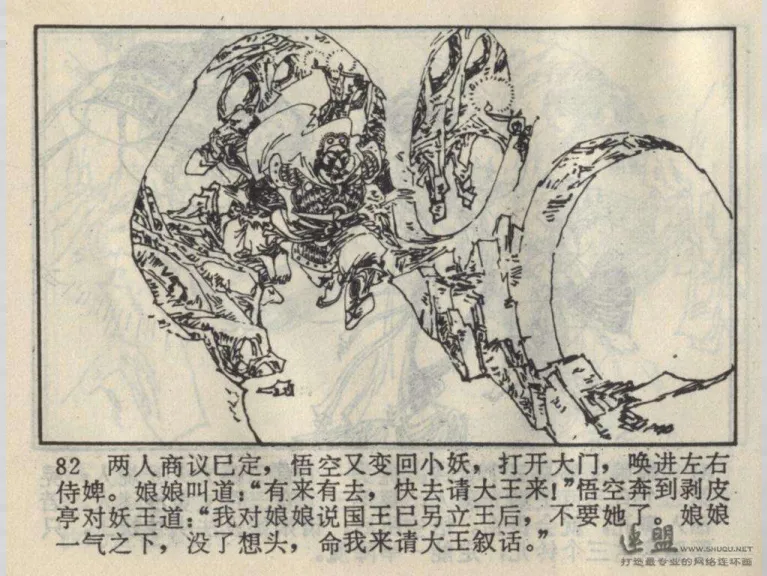 82 两人商议已定，悟空又变回小妖，打开大门，唤进左右
侍婢。娘娘叫道：“有来有去，快去请大王来！”悟空奔到剥皮
亭对妖王道：“我对娘娘说国王已另立王后，不要她了。娘娘
一气之下，没了想头，命我来请大王叙话。”
迷盟 WWW.SHUQU.NET
打造最专业的网络连环画